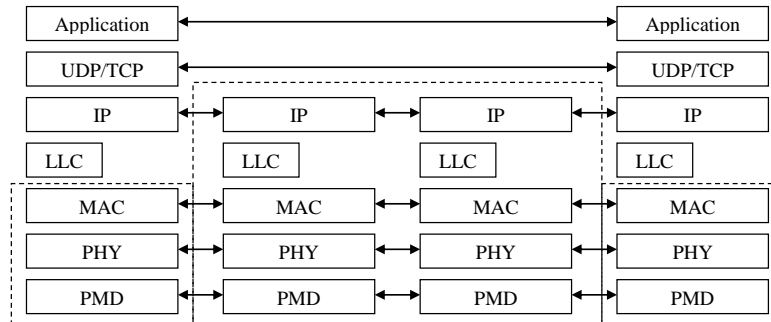 Application Application
UDP/TCP UDP/TCP
IP IP IP IP
LLC LLC LLC LLC
MAC MAC MAC MAC
PHY PHY PHY PHY
PMD PMD PMD PMD